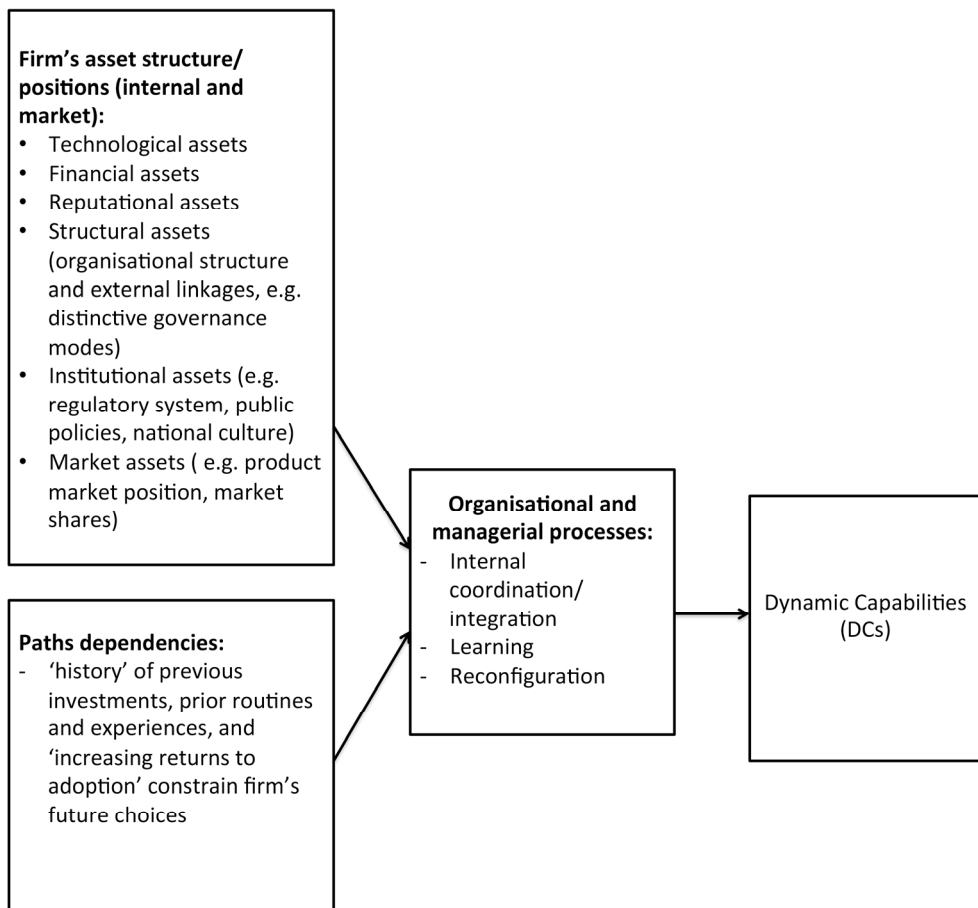 Firm’s asset structure/
positions (internal and
market):
• Technological assets
• Financial assets
• Reputational assets
• Structural assets
(organisational structure
and external linkages, e.g.
distinctive governance
modes)
• Institutional assets (e.g.
regulatory system, public
policies, national culture)
• Market assets ( e.g. product
market position, market
shares)
Paths dependencies:
- ‘history’ of previous
investments, prior routines
and experiences, and
‘increasing returns to
adoption’ constrain firm’s
future choices
Organisational and
managerial processes:
- Internal
coordination/
integration
- Learning
- Reconfiguration
Dynamic Capabilities
(DCs)